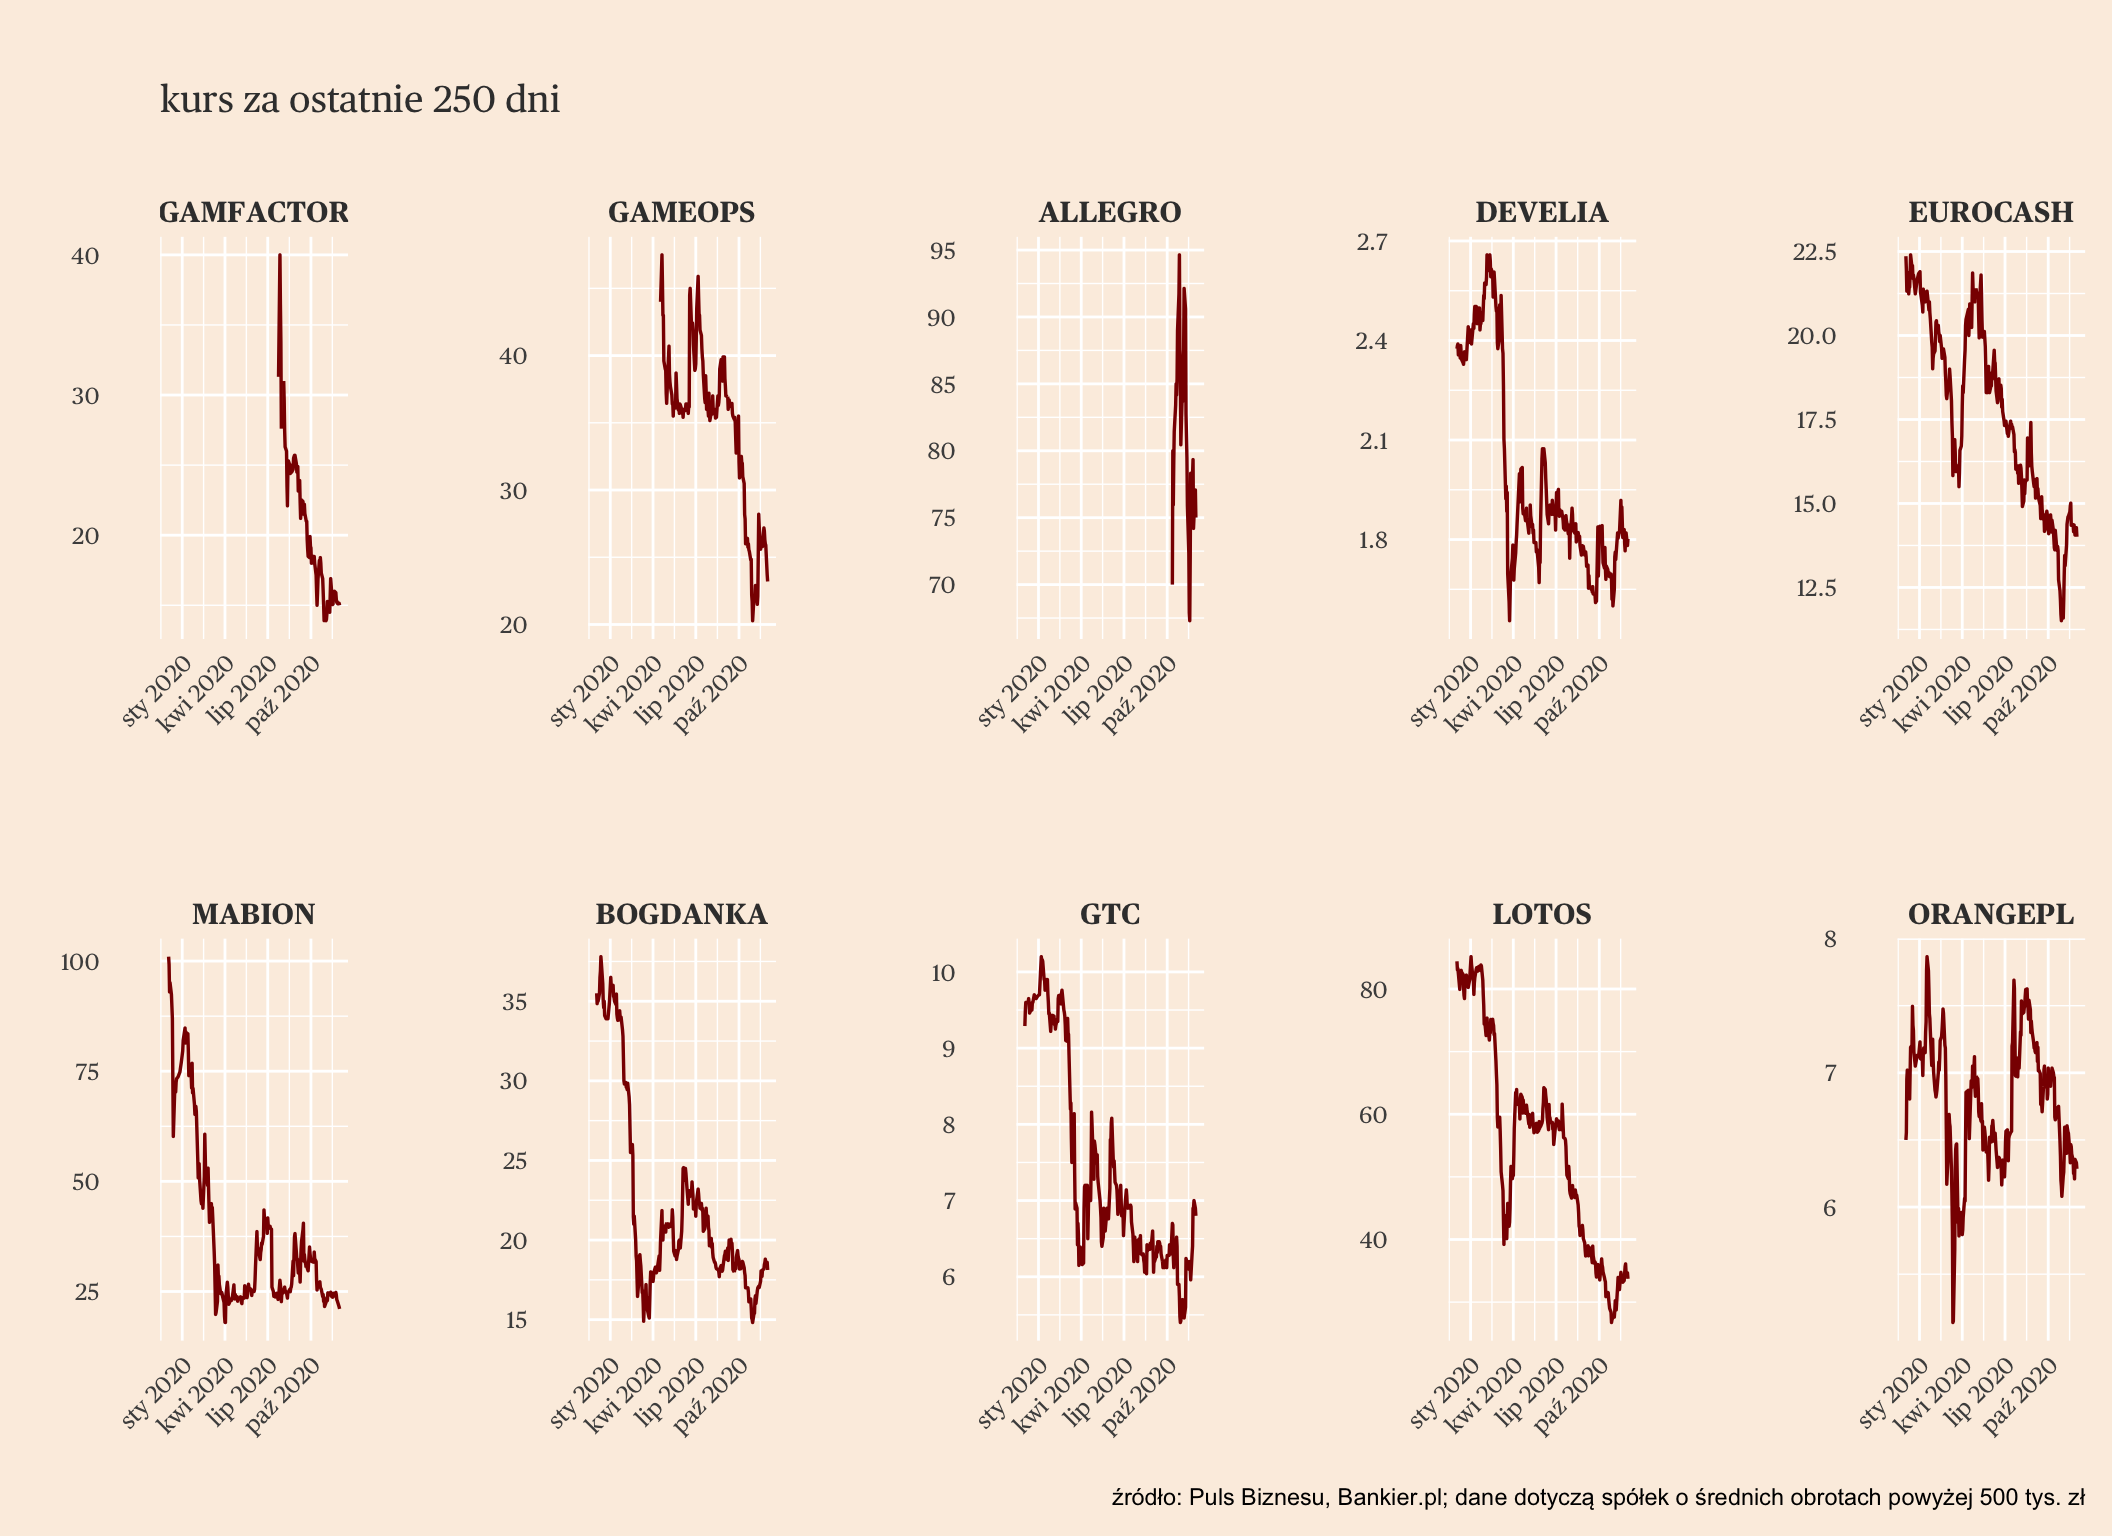 kurs za ostatnie 250 dni
GAMFACTOR
40
30
20
sty 2020
kwi 2020
lip 2020
paź 2020
GAMEOPS
40
30
20
sty 2020
kwi 2020
lip 2020
paź 2020
ALLEGRO
95
90
85
80
75
70
sty 2020
kwi 2020
lip 2020
paź 2020
DEVELIA
2.7
2.4
2.1
1.8
sty 2020
kwi 2020
lip 2020
paź 2020
EUROCASH
22.5
20.0
17.5
15.0
12.5
sty 2020
kwi 2020
lip 2020
paź 2020
MABION
100
75
50
25
sty 2020
kwi 2020
lip 2020
paź 2020
BOGDANKA
35
30
25
20
15
sty 2020
kwi 2020
lip 2020
paź 2020
GTC
10
9
8
7
6
sty 2020
kwi 2020
lip 2020
paź 2020
LOTOS
80
60
40
sty 2020
kwi 2020
lip 2020
paź 2020
ORANGEPL
8
7
6
sty 2020
kwi 2020
lip 2020
paź 2020
źródło: Puls Biznesu, Bankier.pl; dane dotyczą spółek o średnich obrotach powyżej 500 tys. zł